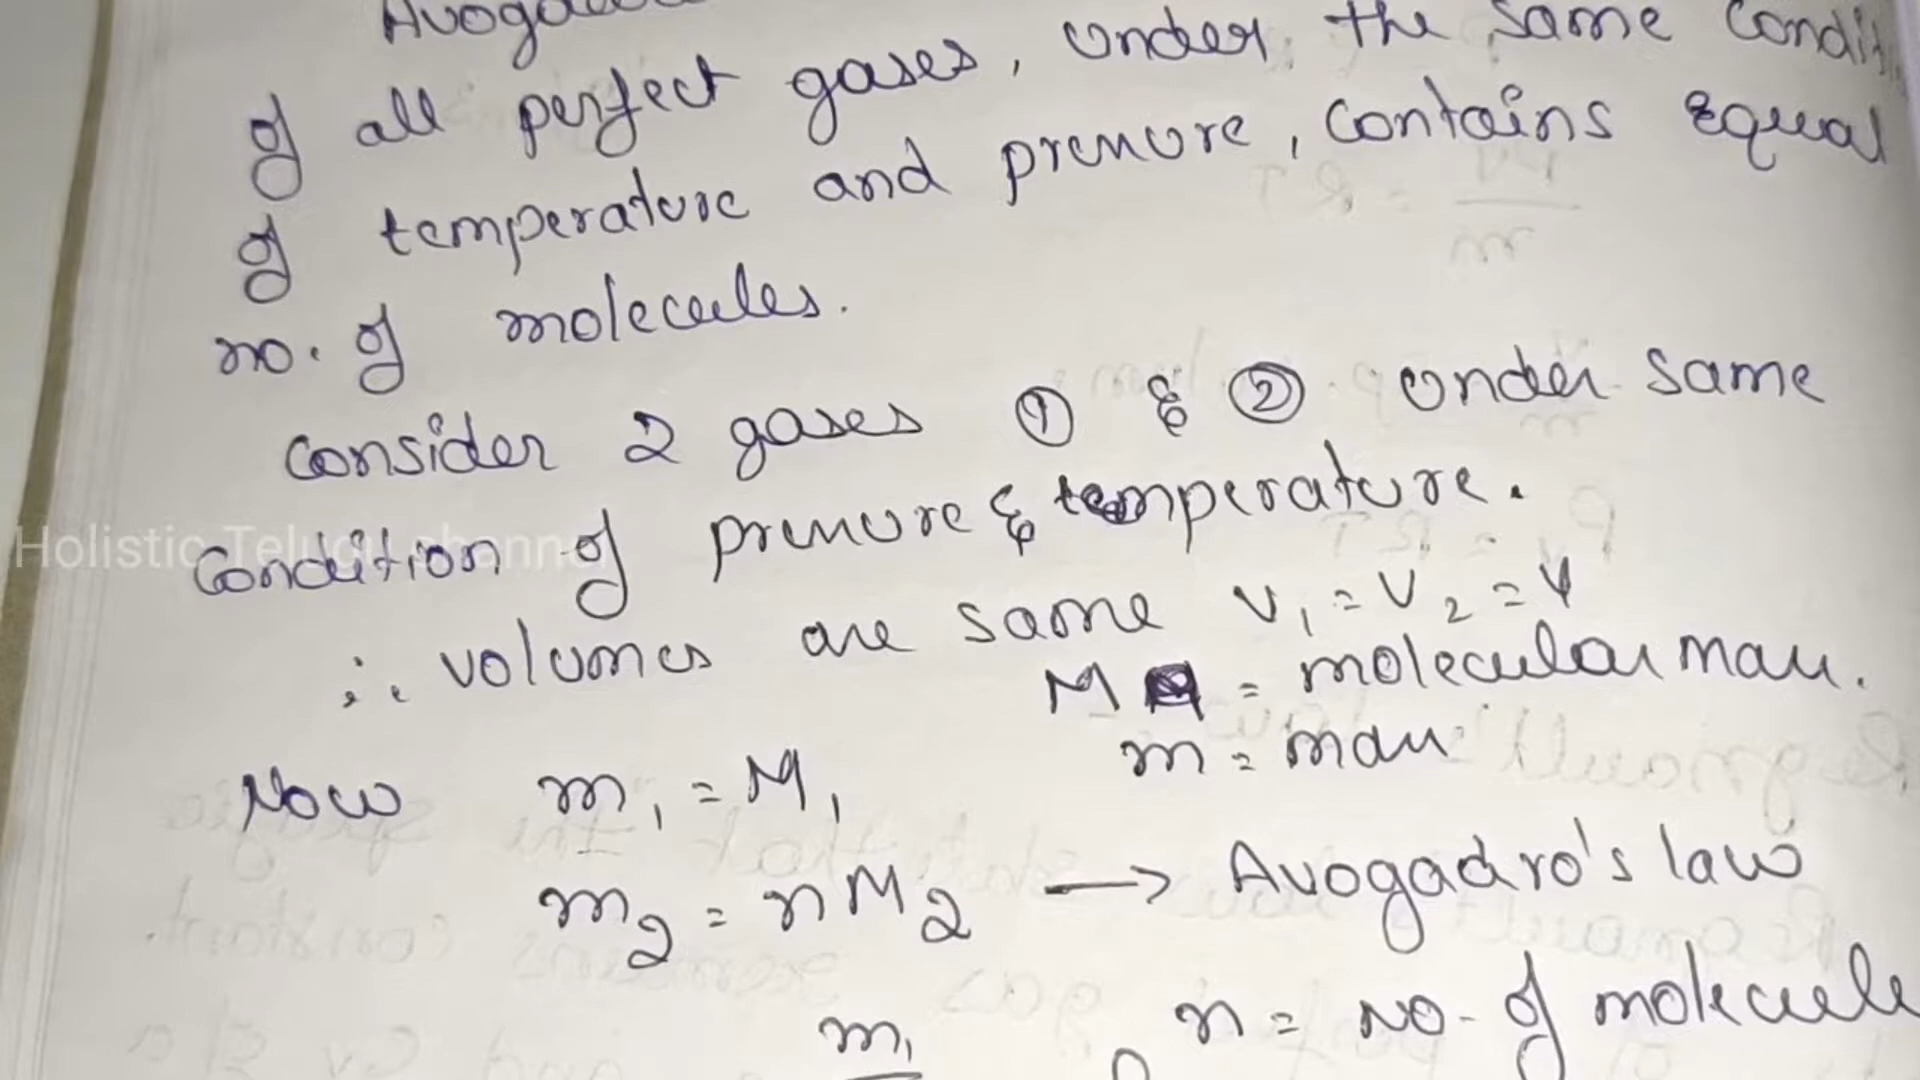 of all perfect gases, under the same condit
of temperature and pressure, contains equal
no. of molecules.
Consider 2 gases ① & ② under same
Condition of pressure & temperature.
∴ volumes are same V₁ = V₂ = V
M = molecular mass.
m = mass
Now m₁ = M₁
m₂ = nM₂ → Avogadro's law
n = No. of molecule
m₁
Holistic Telugu channel